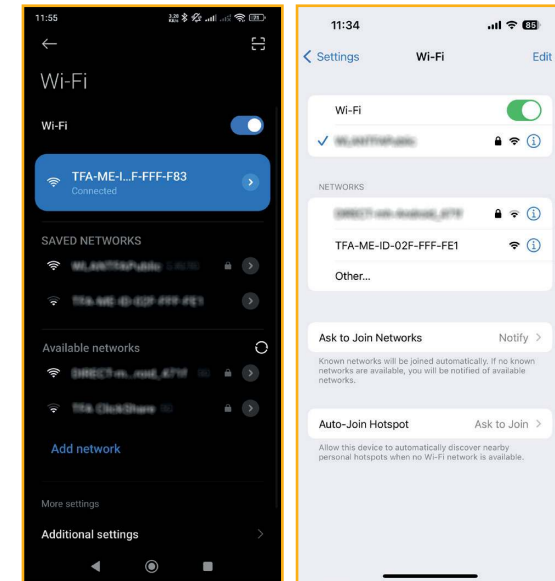 11:55
Wi-Fi
Wi-Fi
TFA-ME-I...F-FFF-F83
Connected
SAVED NETWORKS
Available networks
Add network
More settings
Additional settings
11:34
85
Settings
Wi-Fi
Edit
Wi-Fi
NETWORKS
TFA-ME-ID-02F-FFF-FE1
Other...
Ask to Join Networks
Notify
Known networks will be joined automatically. If no known
networks are available, you will be notified of available
networks.
Auto-Join Hotspot
Ask to Join
Allow this device to automatically discover nearby
personal hotspots when no Wi-Fi network is available.